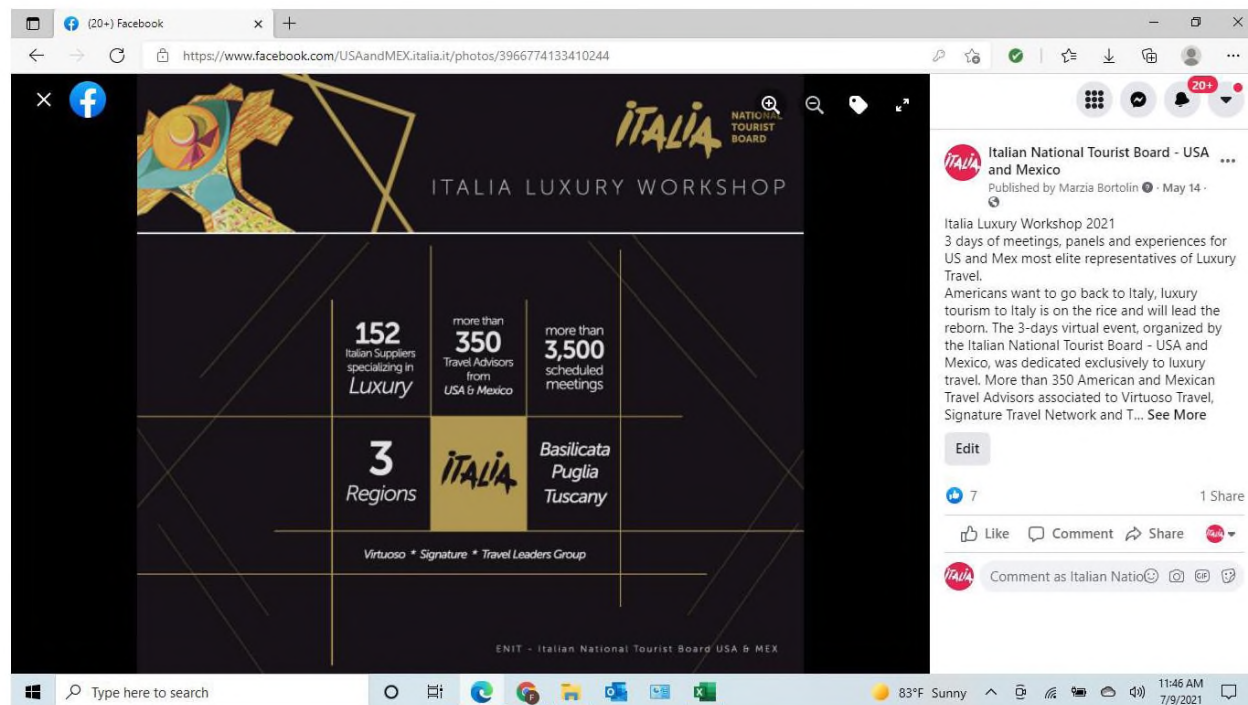 (20+) Facebook
https://www.facebook.com/USAandMEX.italia.it/photos/3966774133410244
ITALIA
NATIONAL
TOURIST
BOARD
ITALIA LUXURY WORKSHOP
152
Italian Suppliers
specializing in
Luxury
more than
350
Travel Advisors
from
USA & Mexico
more than
3,500
scheduled
meetings
3
Regions
ITALIA
Basilicata
Puglia
Tuscany
Virtuoso * Signature * Travel Leaders Group
ENIT - Italian National Tourist Board USA & MEX
20+
ITALIA
Italian National Tourist Board - USA
and Mexico
Published by Marzia Bortolin · May 14 ·
Italia Luxury Workshop 2021
3 days of meetings, panels and experiences for
US and Mex most elite representatives of Luxury
Travel.
Americans want to go back to Italy, luxury
tourism to Italy is on the rice and will lead the
reborn. The 3-days virtual event, organized by
the Italian National Tourist Board - USA and
Mexico, was dedicated exclusively to luxury
travel. More than 350 American and Mexican
Travel Advisors associated to Virtuoso Travel,
Signature Travel Network and T... See More
Edit
7
1 Share
Like Comment Share
ITALIA
Comment as Italian Natio
GIF
Type here to search
83°F Sunny
11:46 AM
7/9/2021